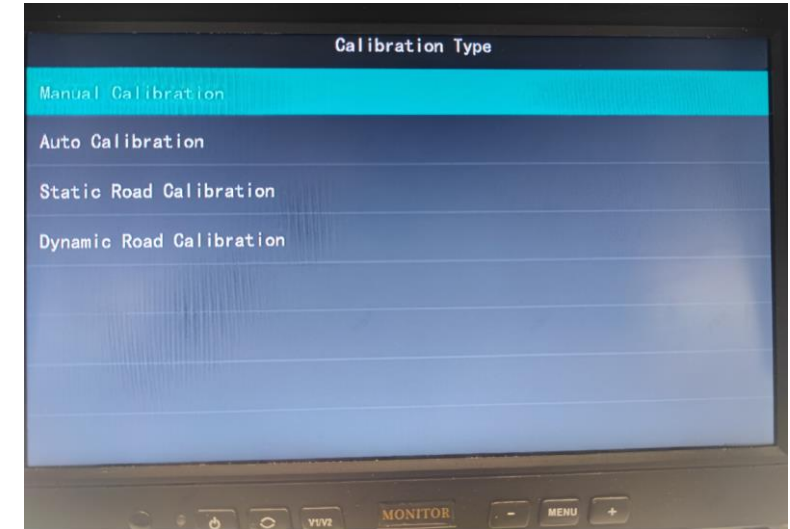 Calibration Type
Manual Calibration
Auto Calibration
Static Road Calibration
Dynamic Road Calibration
V1/V2 MONITOR - MENU +